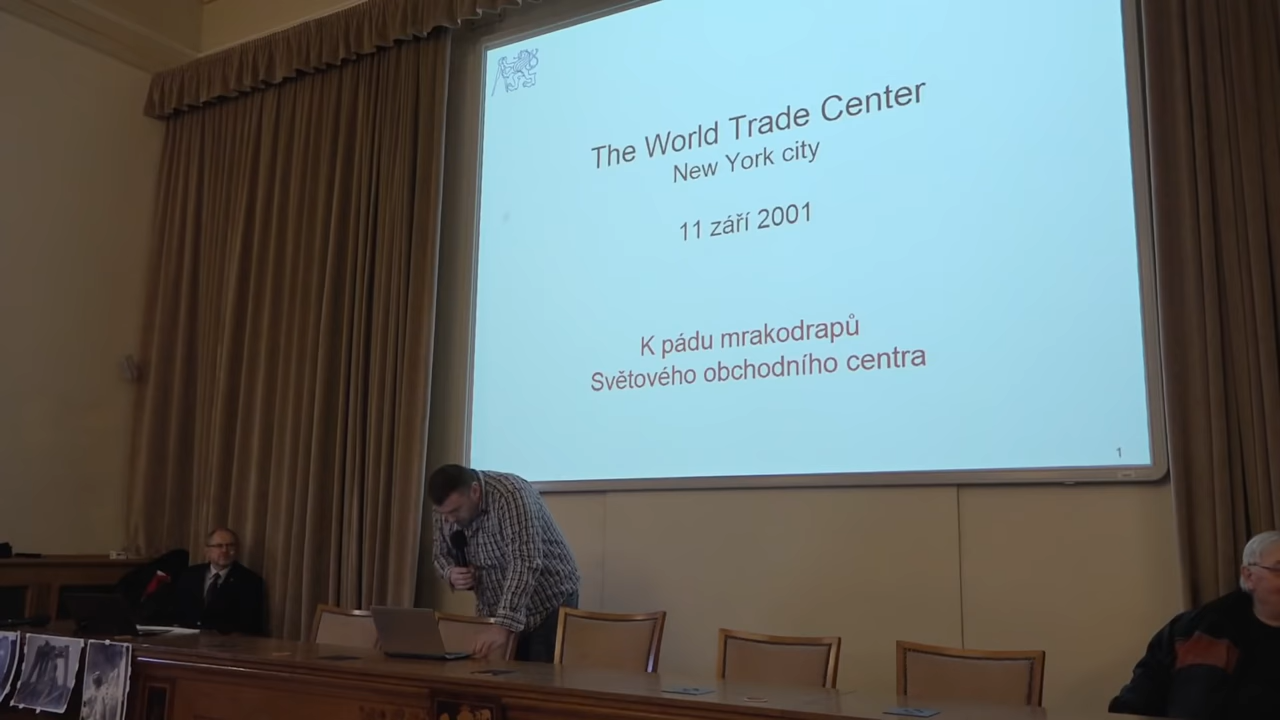 The World Trade Center
New York city
11 září 2001
K pádu mrakodrapů
Světového obchodního centra
1